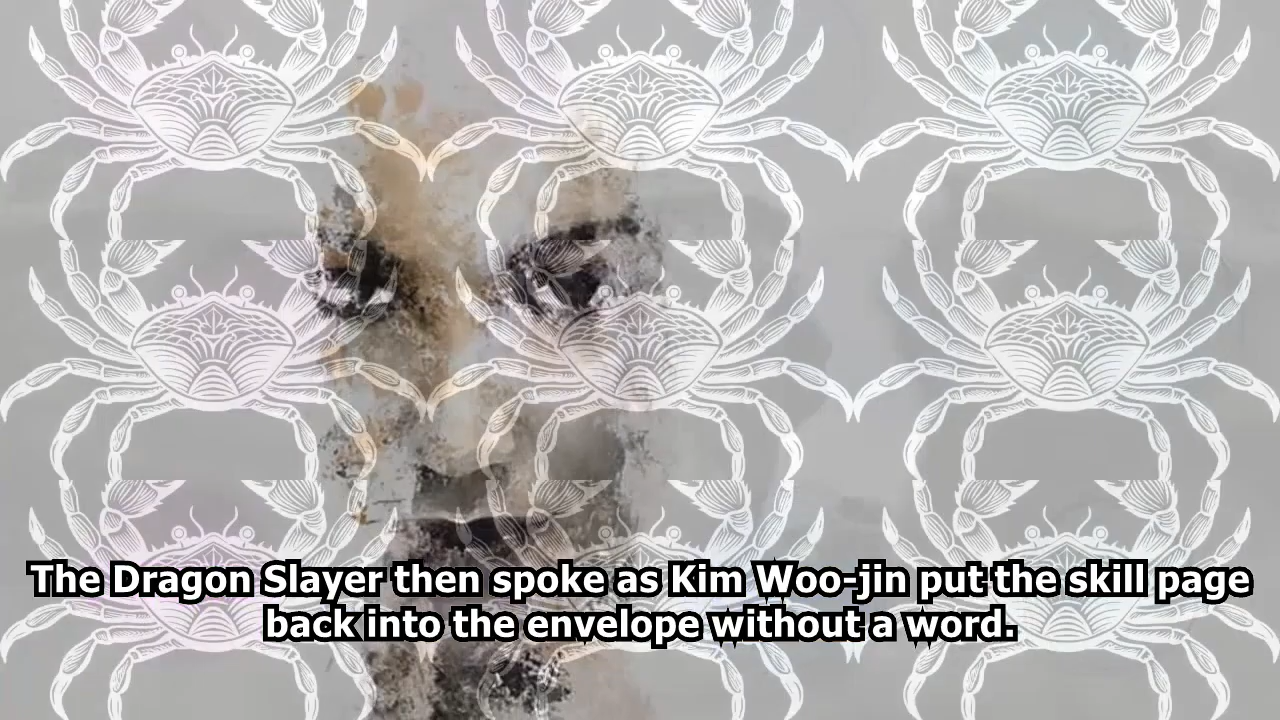 The Dragon Slayer then spoke as Kim Woo-jin put the skill page
back into the envelope without a word.